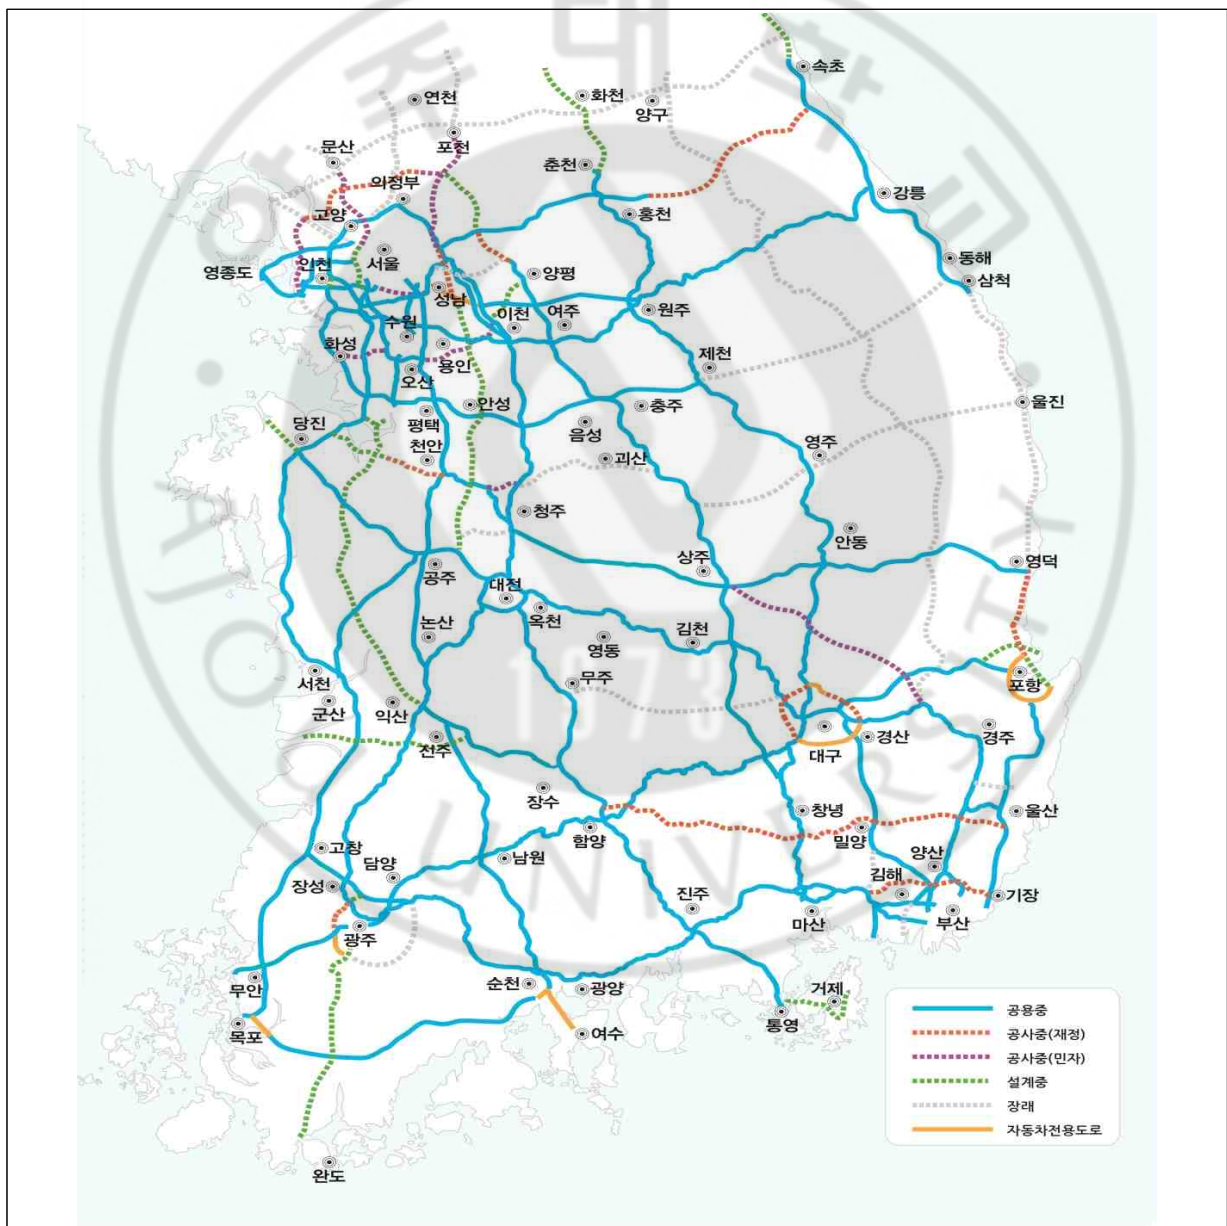 속초
연천
화천
양구
포천
문산
춘천
의정부
강릉
홍천
고양
서울
동해
영종도
인천
양평
삼척
성남
이천
여주
원주
수원
화성
용인
제천
오산
안성
충주
울진
평택
음성
당진
천안
괴산
영주
청주
안동
상주
영덕
공주
대전
옥천
논산
영동
김천
무주
포항
서천
군산
익산
경산
경주
전주
대구
장수
창녕
울산
함양
밀양
고창
담양
남원
양산
장성
김해
진주
기장
광주
마산
부산
무안
순천
광양
거제
목포
통영
여수
완도
공용중
공사중(재정)
공사중(민자)
설계중
장래
자동차전용도로
아주대학교
AJOU UNIVERSITY
1973